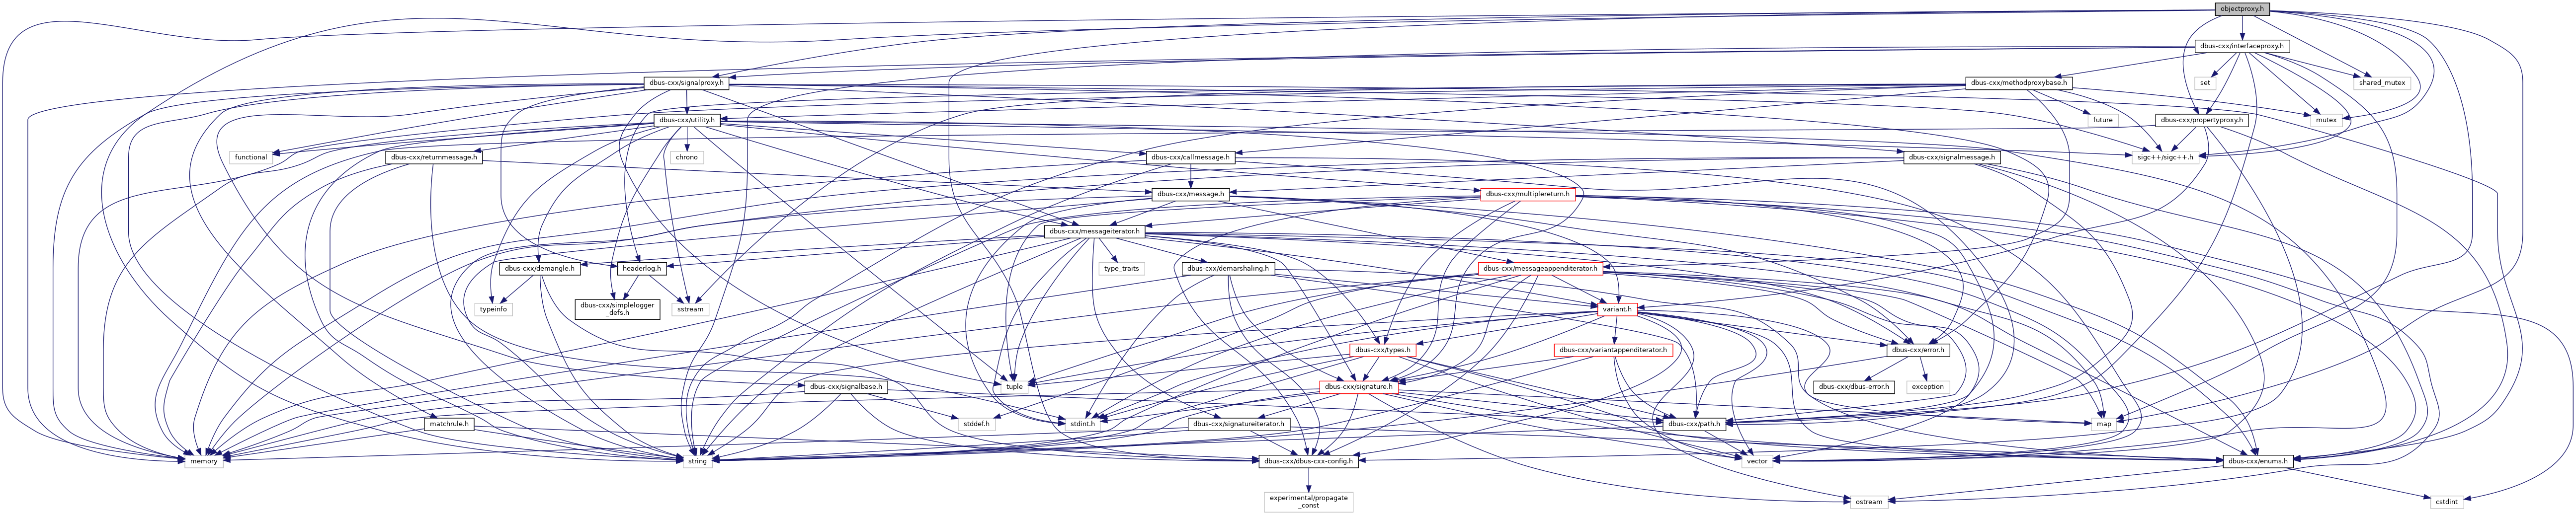 objectproxy.h
dbus-cxx/interfaceproxy.h
dbus-cxx/signalproxy.h
dbus-cxx/methodproxybase.h
set
shared_mutex
dbus-cxx/utility.h
future
dbus-cxx/propertyproxy.h
mutex
functional
dbus-cxx/returnmessage.h
chrono
dbus-cxx/callmessage.h
dbus-cxx/signalmessage.h
sigc++/sigc++.h
dbus-cxx/message.h
dbus-cxx/multiplereturn.h
dbus-cxx/messageiterator.h
dbus-cxx/demangle.h
headerlog.h
type_traits
dbus-cxx/demarshaling.h
dbus-cxx/messageappenditerator.h
typeinfo
dbus-cxx/simplelogger
_defs.h
sstream
variant.h
dbus-cxx/types.h
dbus-cxx/variantappenditerator.h
dbus-cxx/error.h
dbus-cxx/signalbase.h
tuple
dbus-cxx/signature.h
dbus-cxx/dbus-error.h
exception
matchrule.h
stddef.h
stdint.h
dbus-cxx/signatureiterator.h
dbus-cxx/path.h
map
memory
string
dbus-cxx/dbus-cxx-config.h
vector
dbus-cxx/enums.h
experimental/propagate
_const
ostream
cstdint